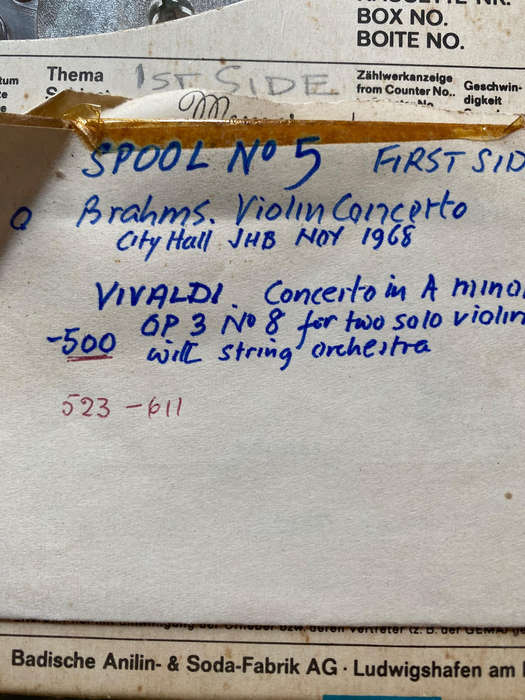 BOX NO.
BOITE NO.
Thema
1ST SIDE
Zählwerkanzeige
from Counter No..
Geschwin-
digkeit
SPOOL No 5 FIRST SID
Brahms. Violin Concerto
City Hall JHB NOV 1968
VIVALDI. Concerto in A minor
OP 3 No 8 for two solo violin
-500 with string orchestra
523 - 611
Badische Anilin- & Soda-Fabrik AG · Ludwigshafen am